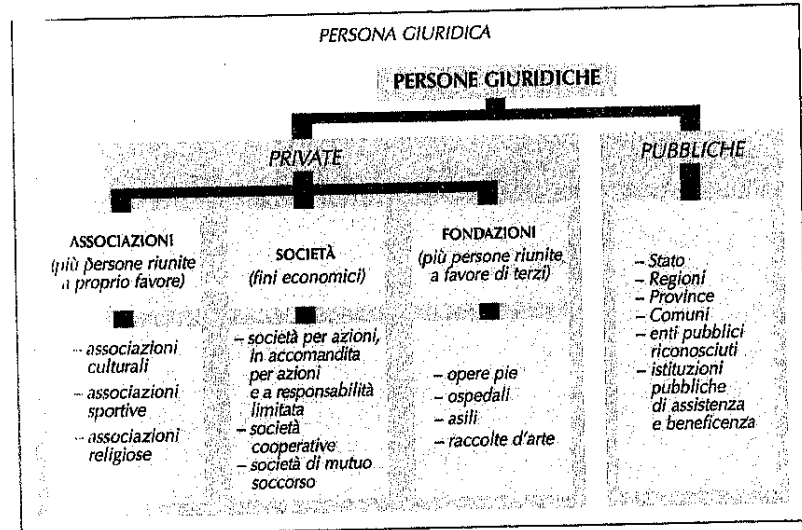 PERSONA GIURIDICA
PERSONE GIURIDICHE
PRIVATE
PUBBLICHE
ASSOCIAZIONI
(più persone riunite
a proprio favore)
– associazioni
culturali
– associazioni
sportive
– associazioni
religiose
SOCIETÀ
(fini economici)
– società per azioni,
in accomandita
per azioni
e a responsabilità
limitata
– società
cooperative
– società di mutuo
soccorso
FONDAZIONI
(più persone riunite
a favore di terzi)
– opere pie
– ospedali
– asili
– raccolte d'arte
– Stato
– Regioni
– Province
– Comuni
– enti pubblici
riconosciuti
– istituzioni
pubbliche
di assistenza
e beneficenza